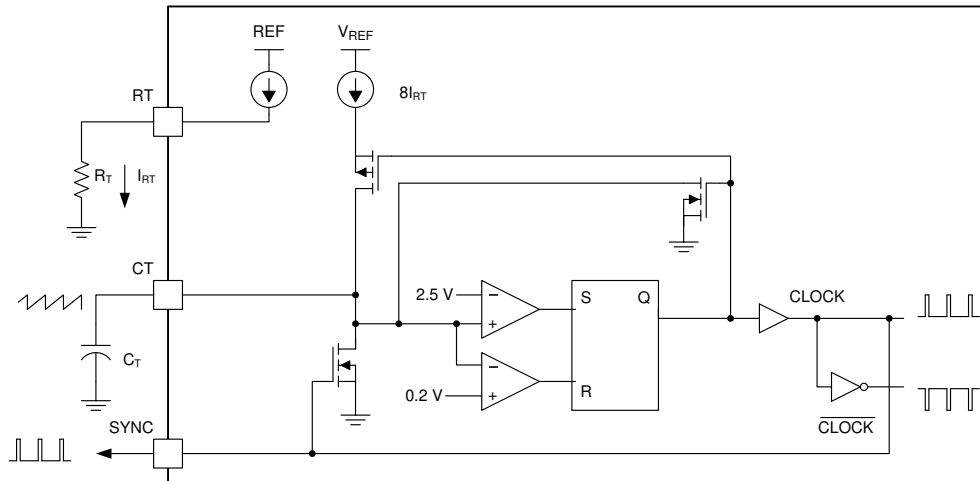 REF
V_REF
8I_RT
RT
R_T
I_RT
CT
2.5 V
−
+
S
Q
CLOCK
C_T
−
+
0.2 V
R
CLOCK
SYNC